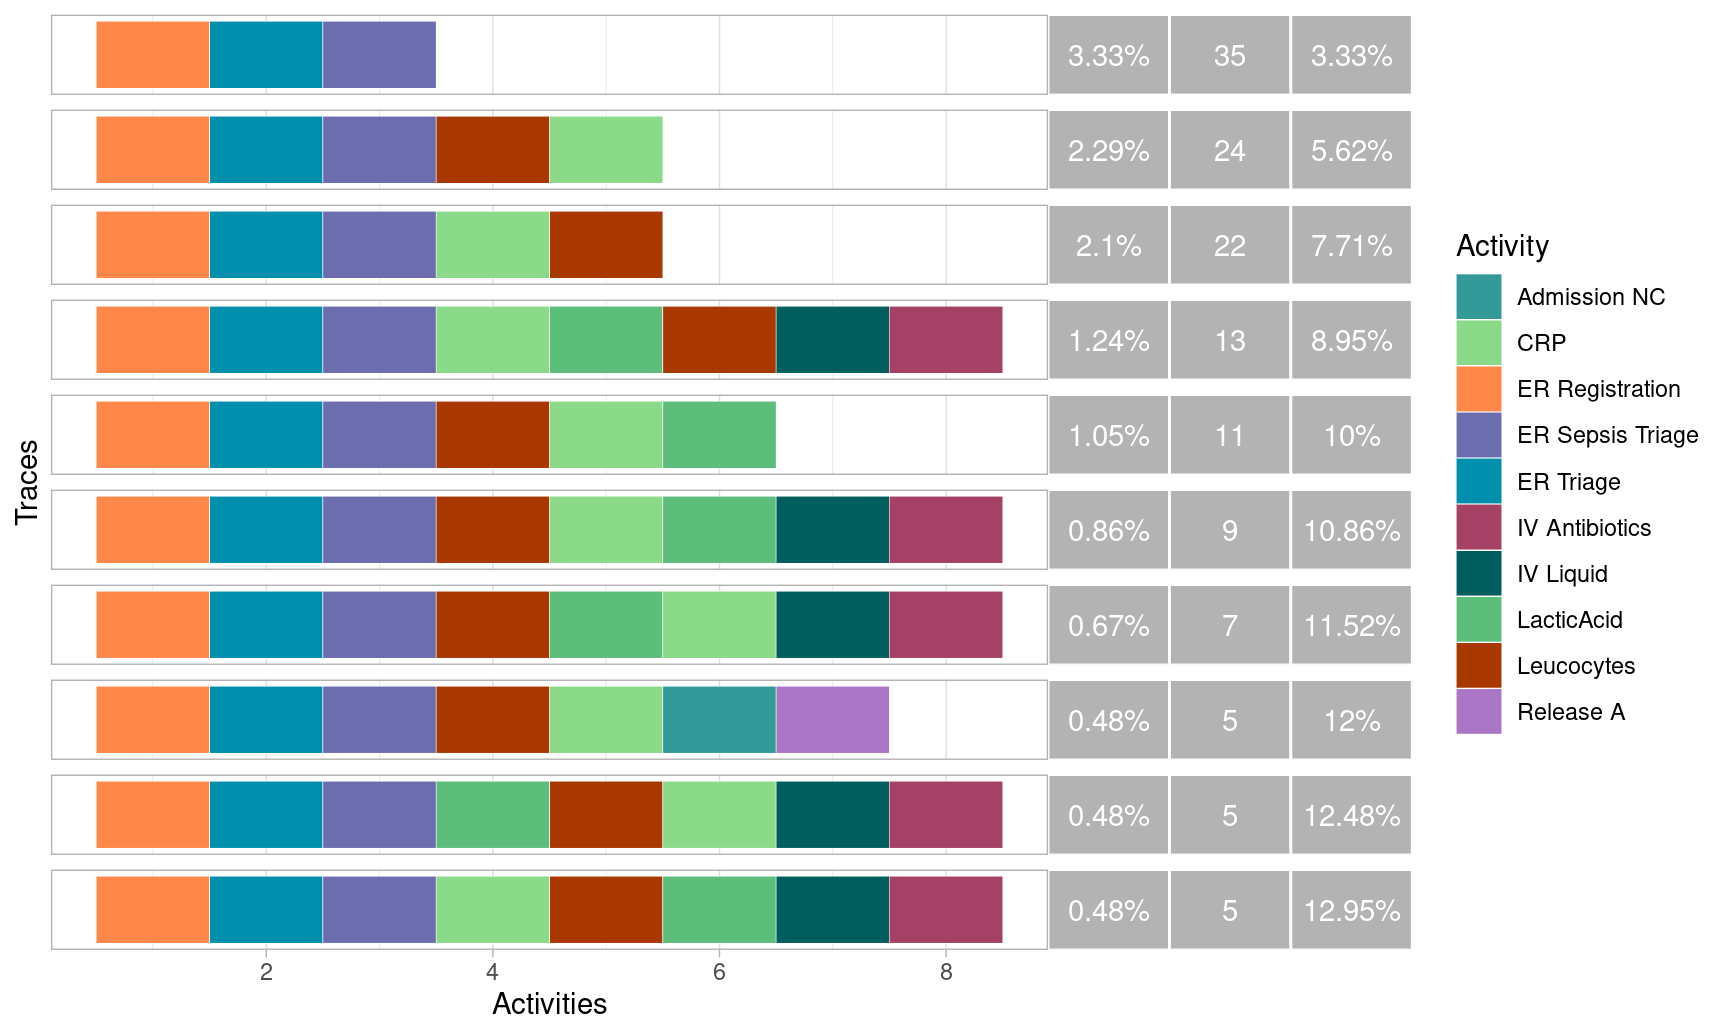 3.33% 35 3.33%
2.29% 24 5.62%
2.1% 22 7.71%
1.24% 13 8.95%
1.05% 11 10%
0.86% 9 10.86%
0.67% 7 11.52%
0.48% 5 12%
0.48% 5 12.48%
0.48% 5 12.95%
Traces
2 4 6 8
Activities
Activity
Admission NC
CRP
ER Registration
ER Sepsis Triage
ER Triage
IV Antibiotics
IV Liquid
LacticAcid
Leucocytes
Release A